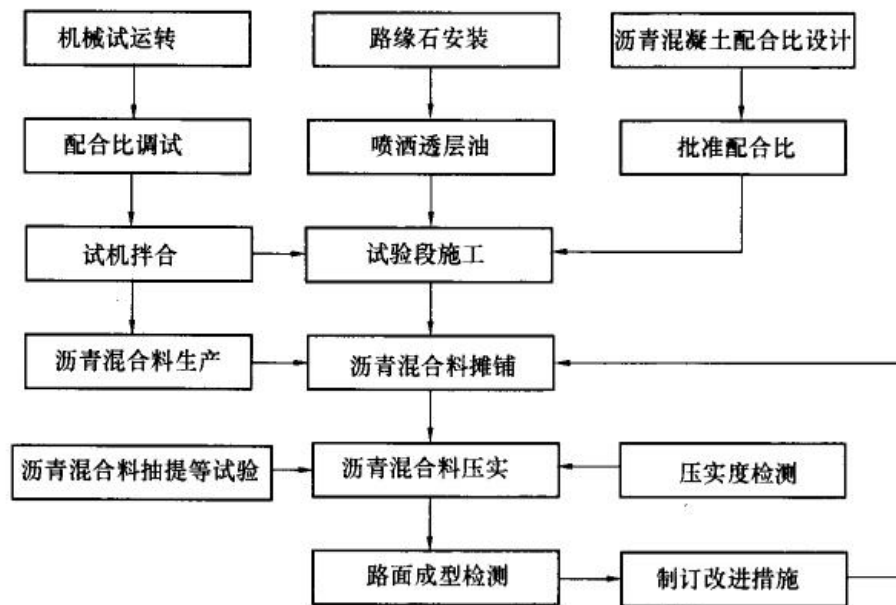 机械试运转
路缘石安装
沥青混凝土配合比设计
配合比调试
喷洒透层油
批准配合比
试机拌合
试验段施工
沥青混合料生产
沥青混合料摊铺
沥青混合料抽提等试验
沥青混合料压实
压实度检测
路面成型检测
制订改进措施